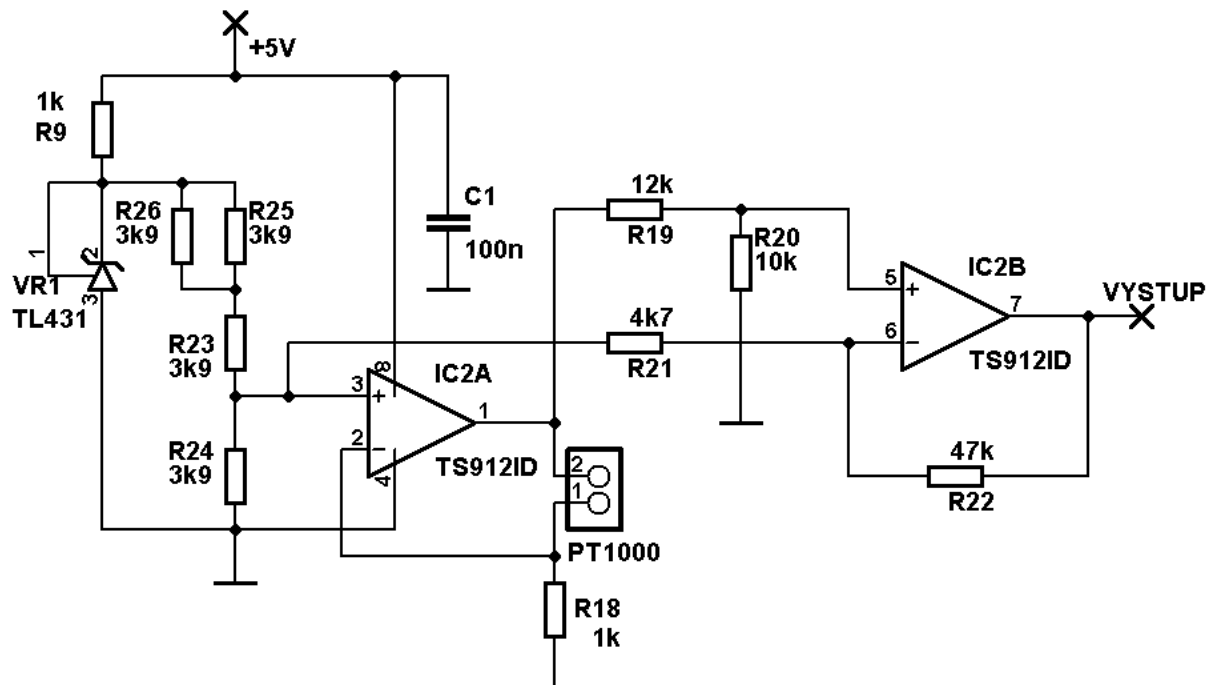 +5V
1k
R9
R26
3k9
R25
3k9
C1
100n
1
2
3
VR1
TL431
R23
3k9
R24
3k9
3
+
2
-
8
4
1
IC2A
TS912ID
12k
R19
R20
10k
4k7
R21
5
+
6
-
7
IC2B
TS912ID
VYSTUP
47k
R22
2
1
PT1000
R18
1k